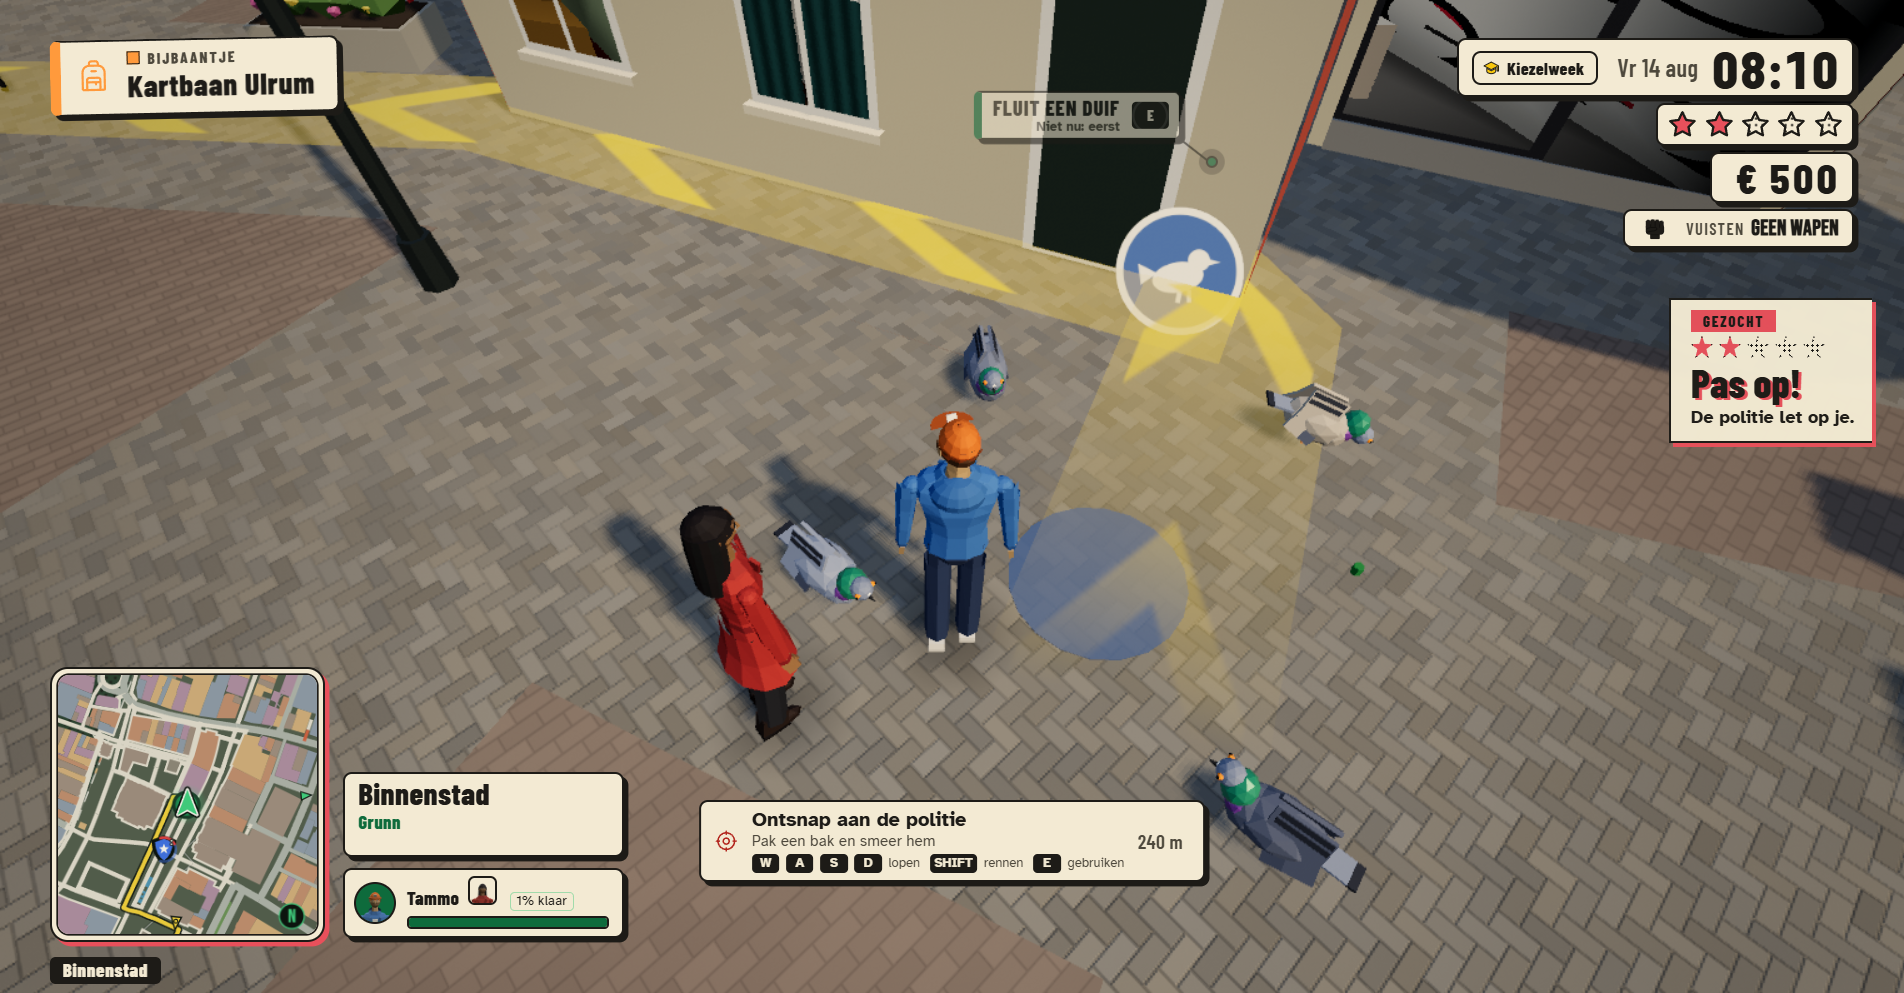 BIJBAANTJE
Kartbaan Ulrum
FLUIT EEN DUIF
E
Niet nu: eerst
Kiezelweek
Vr 14 aug
08:10
€ 500
VUISTEN GEEN WAPEN
GEZOCHT
Pas op!
De politie let op je.
N
Binnenstad
Grunn
Tammo
1% klaar
Binnenstad
Ontsnap aan de politie
Pak een bak en smeer hem
240 m
W A S D lopen SHIFT rennen E gebruiken